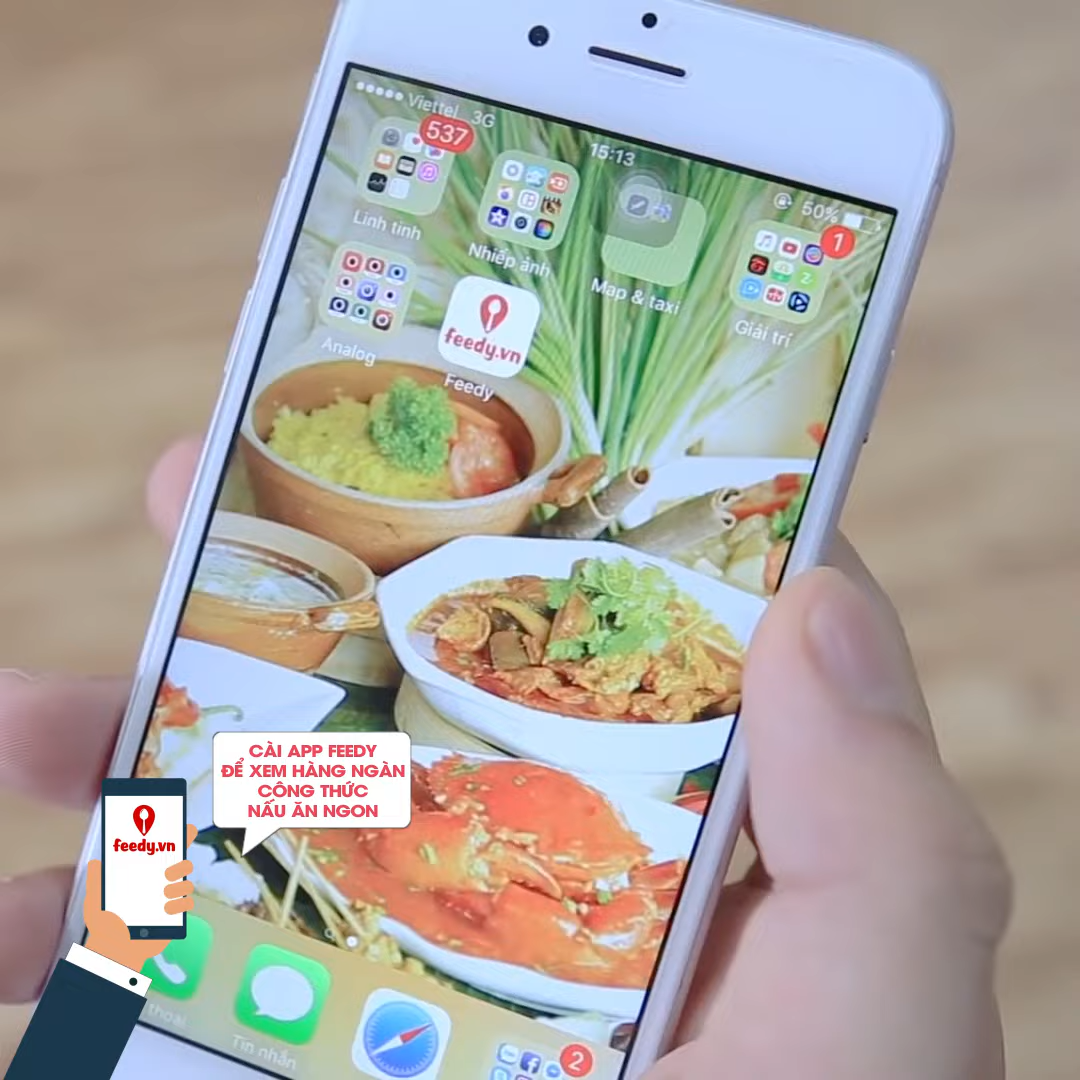 Viettel 3G
15:13
50%
537
1
Linh tinh
Nhiếp ảnh
Map & taxi
Giải trí
feedy.vn
Analog
Feedy
CÀI APP FEEDY
ĐỂ XEM HÀNG NGÀN
CÔNG THỨC
NẤU ĂN NGON
feedy.vn
thoại
Tin nhắn
2